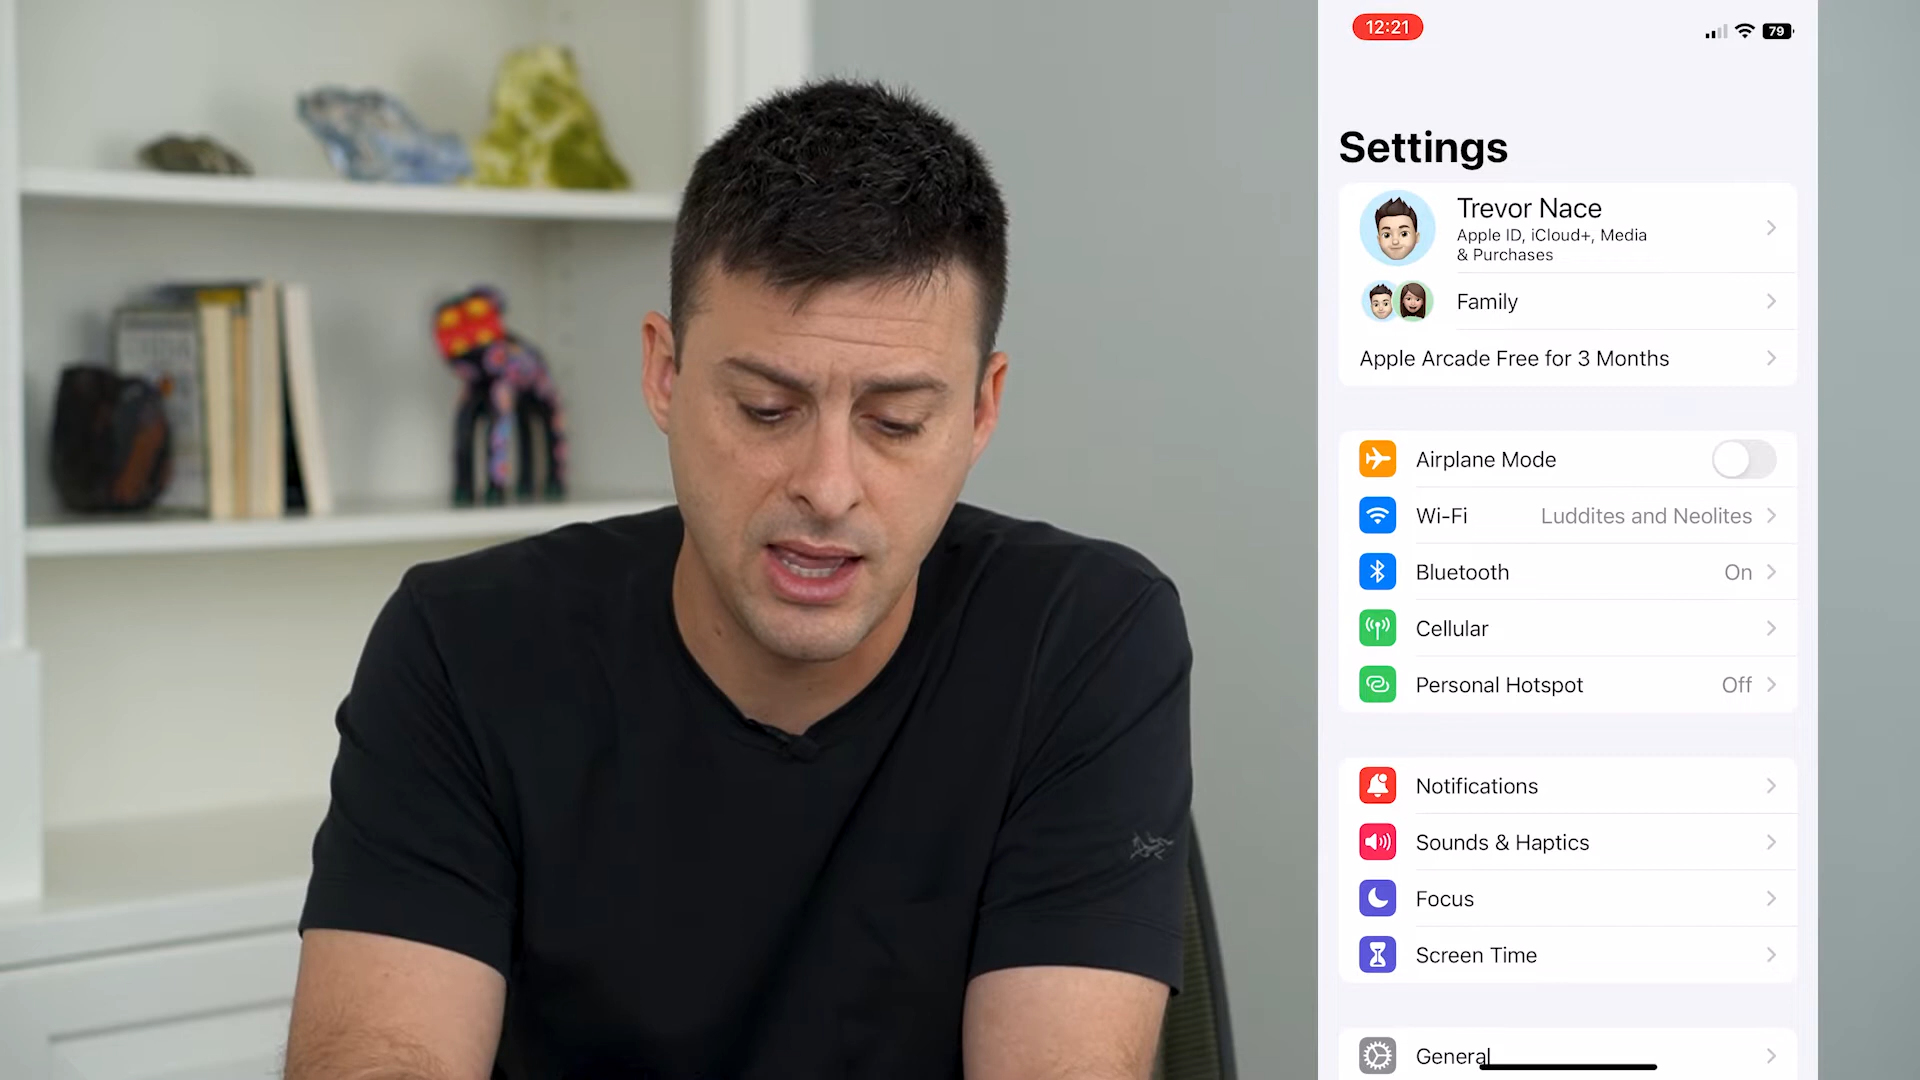 12:21
79
Settings
Trevor Nace
Apple ID, iCloud+, Media
& Purchases
Family
Apple Arcade Free for 3 Months
Airplane Mode
Wi-Fi Luddites and Neolites
Bluetooth On
Cellular
Personal Hotspot Off
Notifications
Sounds & Haptics
Focus
Screen Time
General